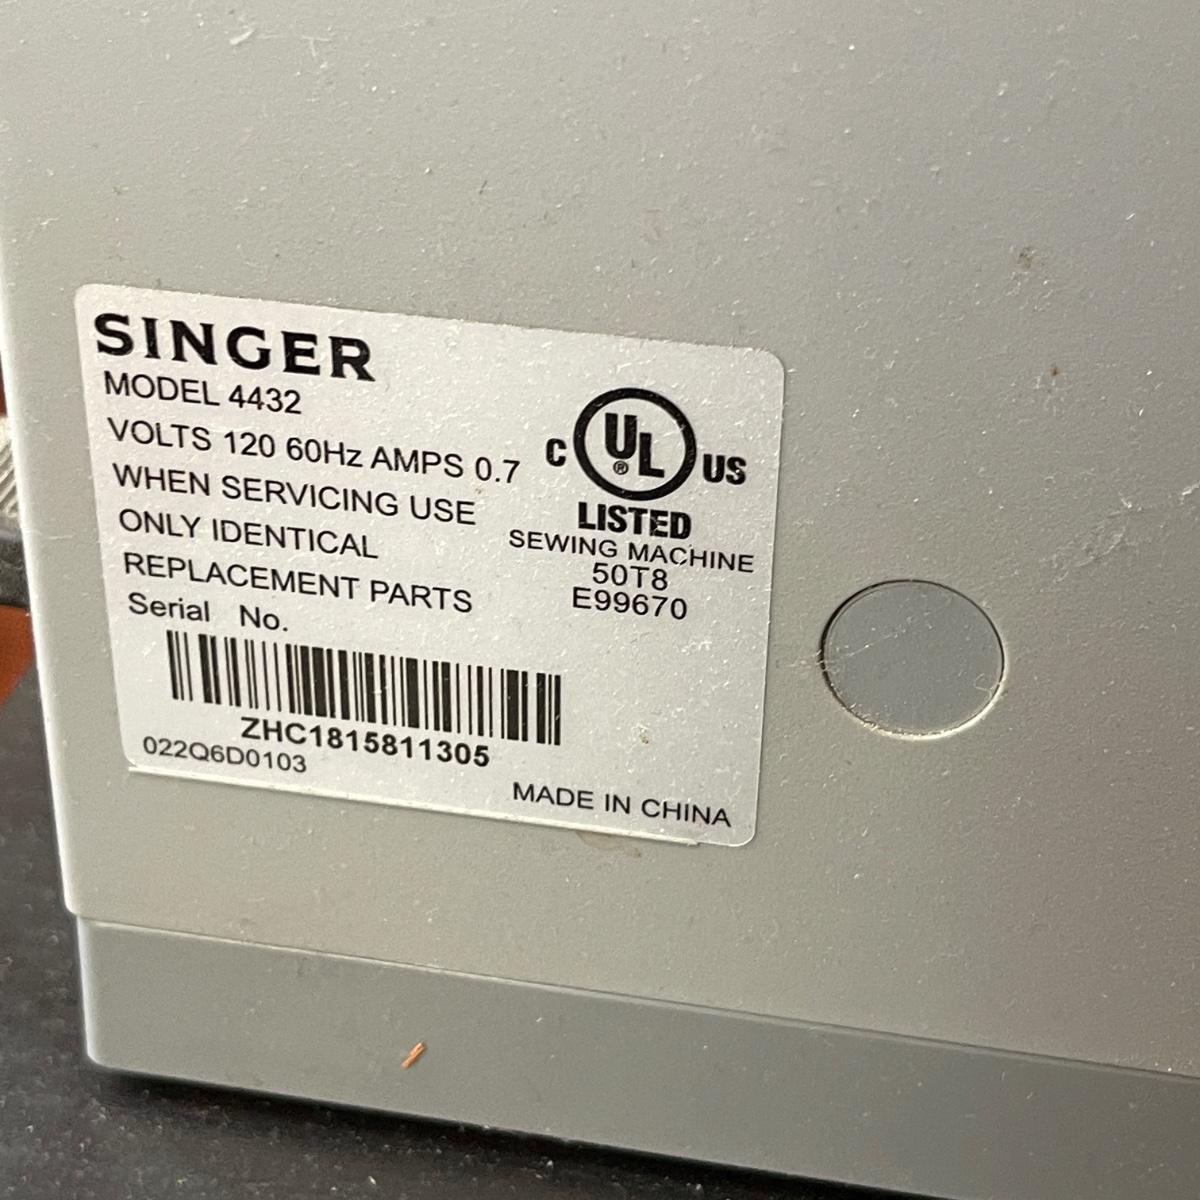 SINGER
MODEL 4432
VOLTS 120 60Hz AMPS 0.7
WHEN SERVICING USE
ONLY IDENTICAL
REPLACEMENT PARTS
Serial No.
ZHC1815811305
022Q6D0103
C UL® US
LISTED
SEWING MACHINE
50T8
E99670
MADE IN CHINA